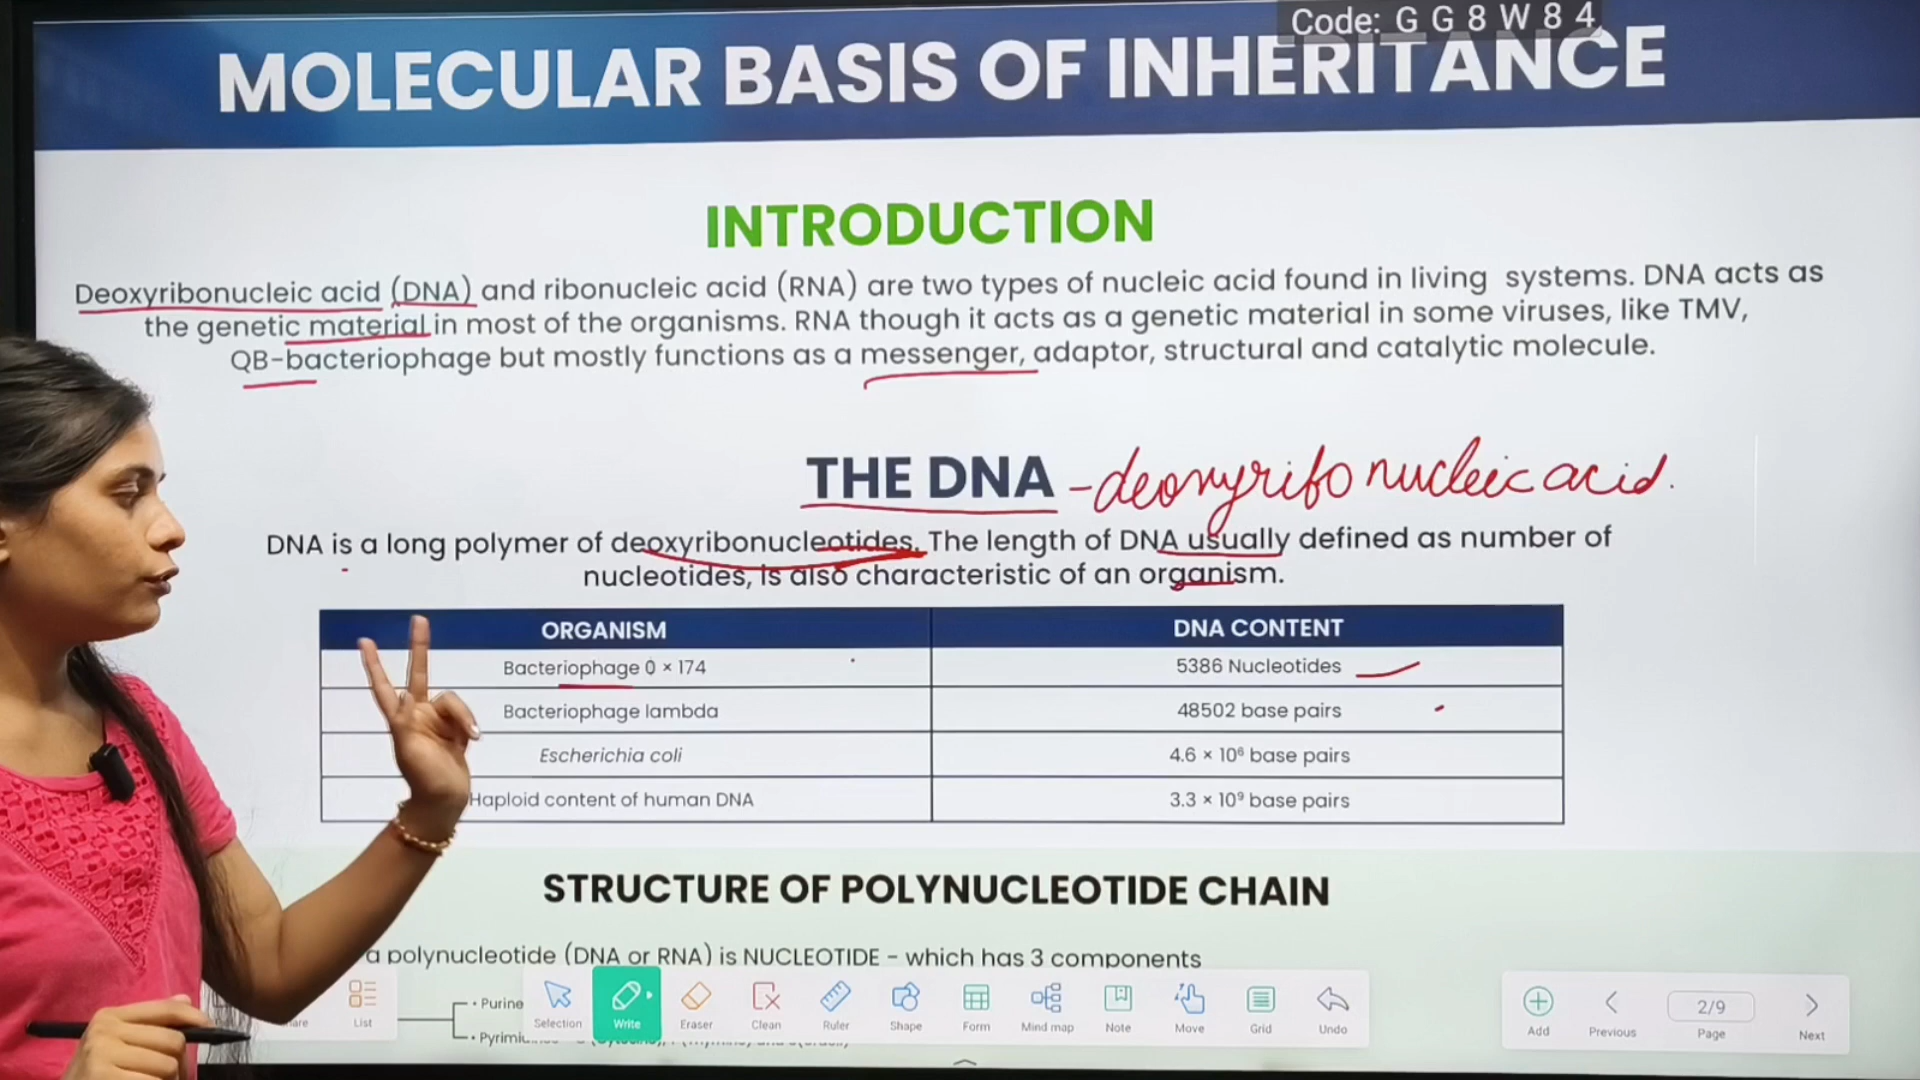 Code: G G 8 W 8 4
MOLECULAR BASIS OF INHERITANCE
INTRODUCTION
Deoxyribonucleic acid (DNA) and ribonucleic acid (RNA) are two types of nucleic acid found in living systems. DNA acts as
the genetic material in most of the organisms. RNA though it acts as a genetic material in some viruses, like TMV,
QB-bacteriophage but mostly functions as a messenger, adaptor, structural and catalytic molecule.
THE DNA - deoxyribo nucleic acid.
DNA is a long polymer of deoxyribonucleotides. The length of DNA usually defined as number of
nucleotides, is also characteristic of an organism.
ORGANISM DNA CONTENT
Bacteriophage 0 × 174 5386 Nucleotides
Bacteriophage lambda 48502 base pairs
Escherichia coli 4.6 × 10⁶ base pairs
Haploid content of human DNA 3.3 × 10⁹ base pairs
STRUCTURE OF POLYNUCLEOTIDE CHAIN
a polynucleotide (DNA or RNA) is NUCLEOTIDE - which has 3 components
• Purine
List Selection Write Eraser Clean Ruler Shape Form Mind map Note Move Grid Undo
Add Previous 2/9 Page Next